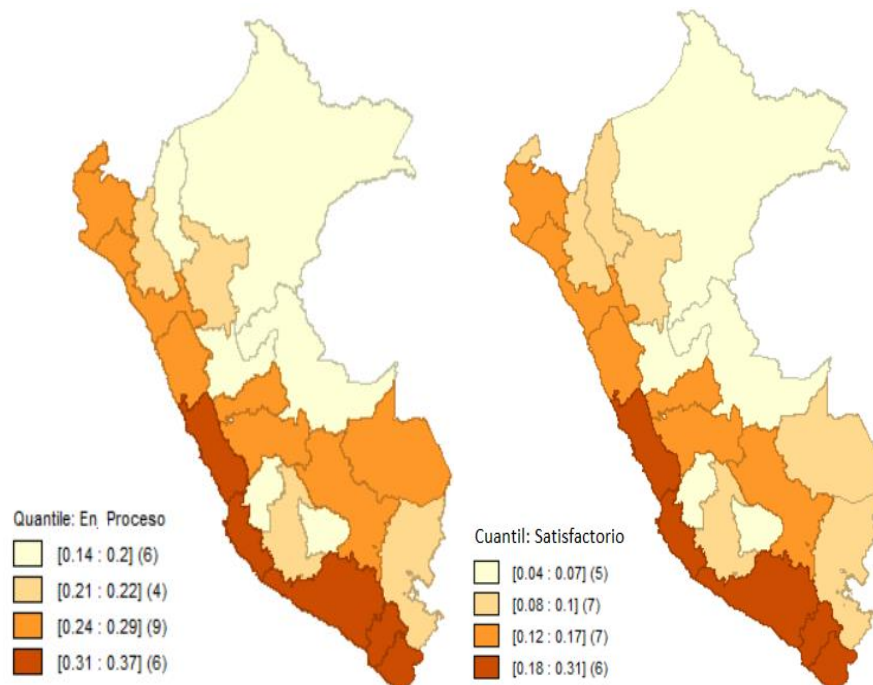 Quantile: En_Proceso
[0.14 : 0.2] (6)
[0.21 : 0.22] (4)
[0.24 : 0.29] (9)
[0.31 : 0.37] (6)
Cuantil: Satisfactorio
[0.04 : 0.07] (5)
[0.08 : 0.1] (7)
[0.12 : 0.17] (7)
[0.18 : 0.31] (6)